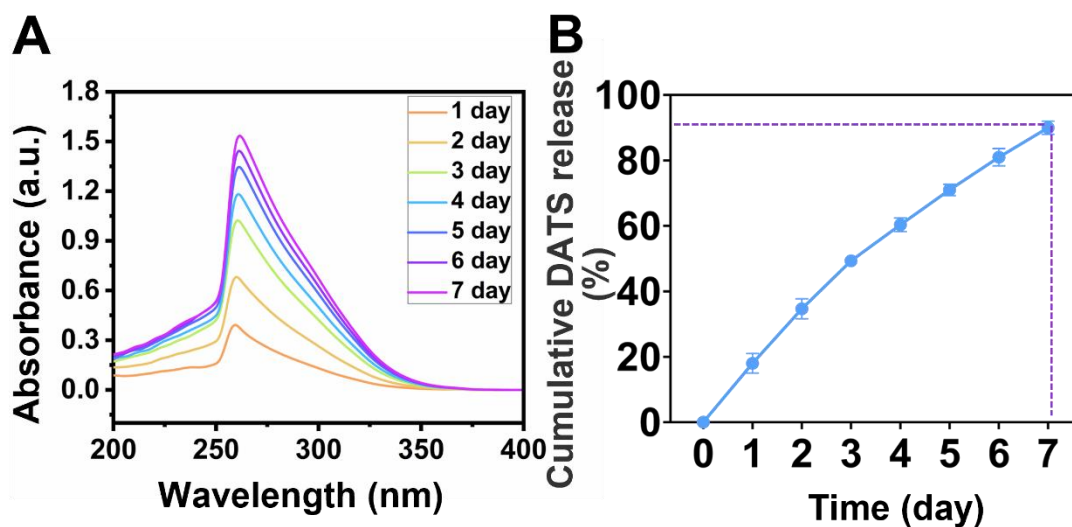 A
Absorbance (a.u.)
1.8
1.5
1.2
0.9
0.6
0.3
0.0
1 day
2 day
3 day
4 day
5 day
6 day
7 day
200
250
300
350
400
Wavelength (nm)
B
Cumulative DATS release
(%)
100
80
60
40
20
0
0 1 2 3 4 5 6 7
Time (day)